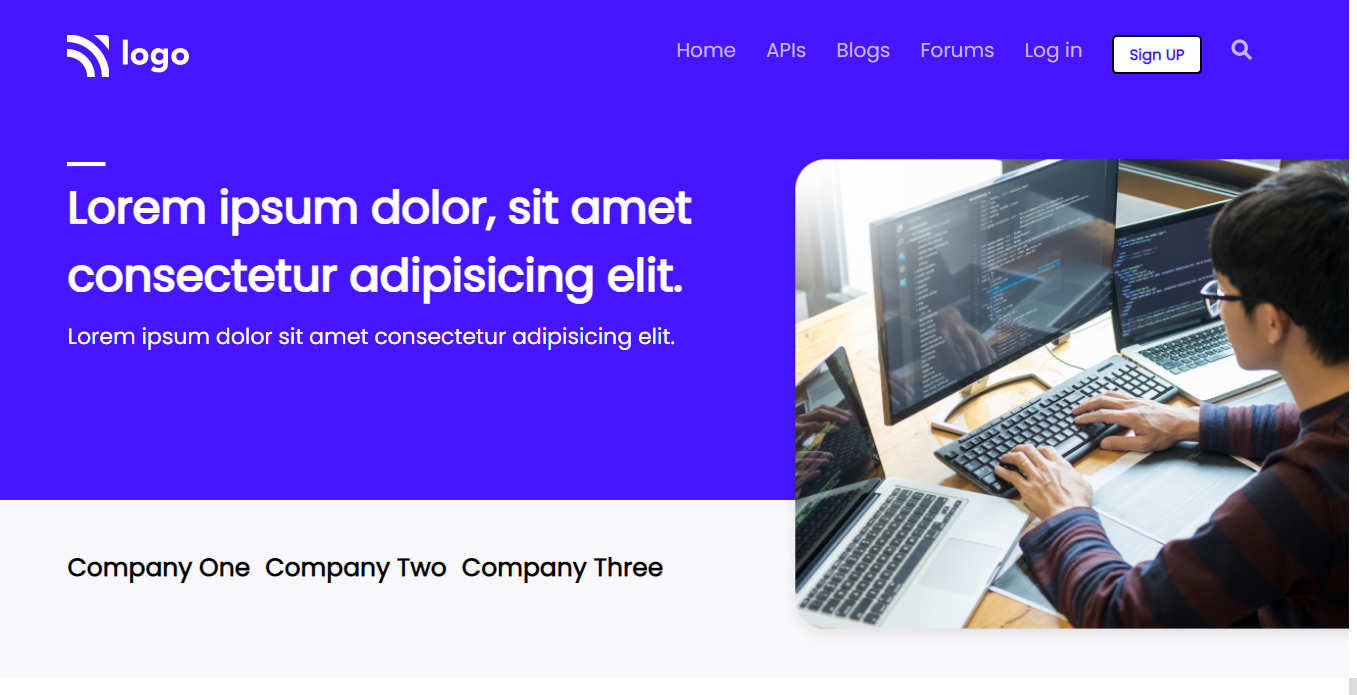 logo
Home APIs Blogs Forums Log in Sign UP
Lorem ipsum dolor, sit amet
consectetur adipisicing elit.
Lorem ipsum dolor sit amet consectetur adipisicing elit.
Company One Company Two Company Three